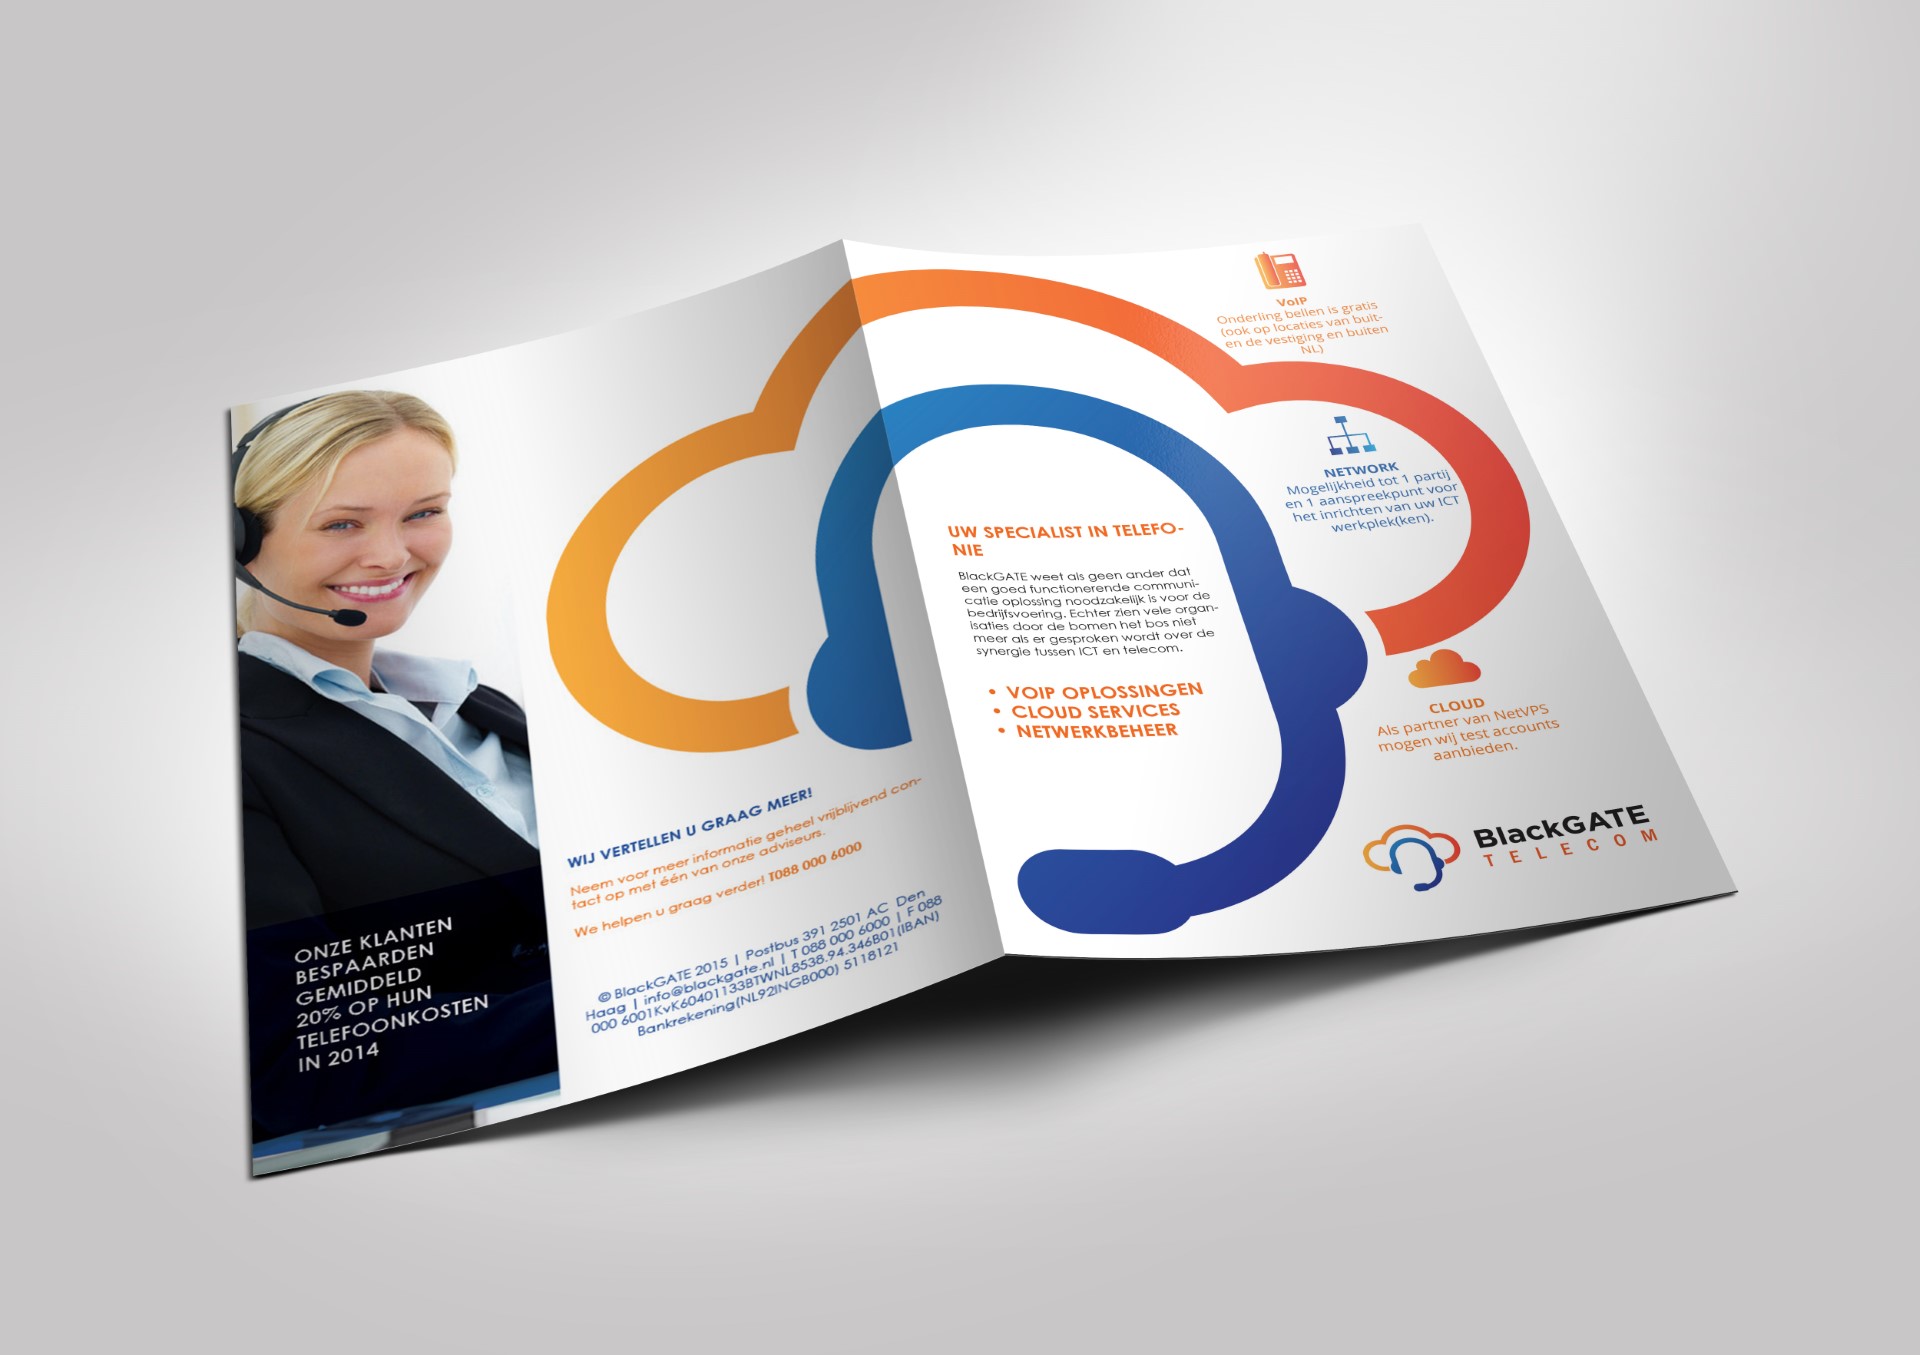 ONZE KLANTEN
BESPAARDEN
GEMIDDELD
20% OP HUN
TELEFOONKOSTEN
IN 2014
WIJ VERTELLEN U GRAAG MEER!
Neem voor meer informatie geheel vrijblijvend con-
tact op met één van onze adviseurs.
We helpen u graag verder! T088 000 6000
© BlackGATE 2015 | Postbus 391 2501 AC Den
Haag | info@blackgate.nl | T 088 000 6000 | F 088
000 6001KvK60401133BTWNL8538.94.346B01(IBAN)
Bankrekening(NL92INGB000) 5118121
UW SPECIALIST IN TELEFO-
NIE
BlackGATE weet als geen ander dat
een goed functionerende communi-
catie oplossing noodzakelijk is voor de
bedrijfsvoering. Echter zien vele organ-
isaties door de bomen het bos niet
meer als er gesproken wordt over de
synergie tussen ICT en telecom.
• VOIP OPLOSSINGEN
• CLOUD SERVICES
• NETWERKBEHEER
VoIP
Onderling bellen is gratis
(ook op locaties van buit-
en de vestiging en buiten
NL)
NETWORK
Mogelijkheid tot 1 partij
en 1 aanspreekpunt voor
het inrichten van uw ICT
werkplek(ken).
CLOUD
Als partner van NetVPS
mogen wij test accounts
aanbieden.
BlackGATE
TELECOM